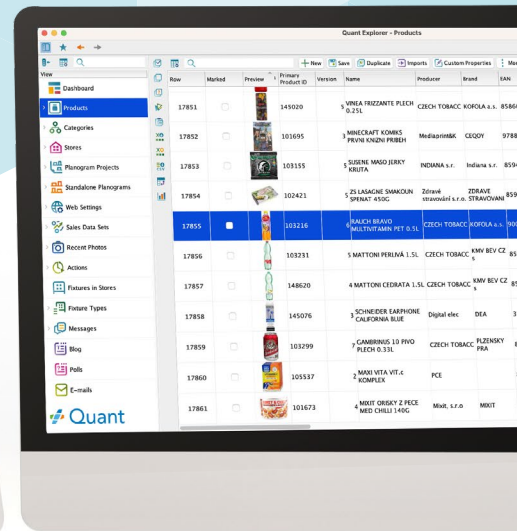 Quant Explorer - Products
New Save Duplicate Imports Custom Properties
View
Row Marked Preview Primary Product ID Version Name Producer Brand EAN
Dashboard
Products
Categories
Stores
Planogram Projects
Standalone Planograms
Web Settings
Sales Data Sets
Recent Photos
Actions
Fixtures in Stores
Fixture Types
Messages
Blog
Polls
E-mails
Quant
17851 145020 5 VINEA FRIZZANTE PLECH 0.25L CZECH TOBACC KOFOLA a.s.
17852 101695 3 MINECRAFT KOMIKS PRVNI KNIZNI PRIBEH Mediaprint&K CEQOY
17853 103155 5 SUSENE MASO JERKY KRUTA INDIANA s.r. Indiana s.r.
17854 102421 5 ZS LASAGNE SMAKOUN SPENAT 450G Zdravé stravování s.r.o. ZDRAVE STRAVOVANI
17855 103216 6 RAUCH BRAVO MULTIVITAMIN PET 0.5L CZECH TOBACC KOFOLA a.s.
17856 103231 5 MATTONI PERLIVÁ 1.5L CZECH TOBACC KMV BEV CZ s
17857 148620 4 MATTONI CEDRATA 1.5L CZECH TOBACC KMV BEV CZ s
17858 145076 3 SCHNEIDER EARPHONE CALIFORNIA BLUE Digital elec DEA
17859 103299 7 GAMBRINUS 10 PIVO PLECH 0.33L CZECH TOBACC PLZENSKY PRA
17860 105537 2 MAXI VITA VIT.c KOMPLEX PCE
17861 101673 4 MIXIT ORISKY Z PECE MED CHILLI 140G Mixit, s.r.o MIXIT